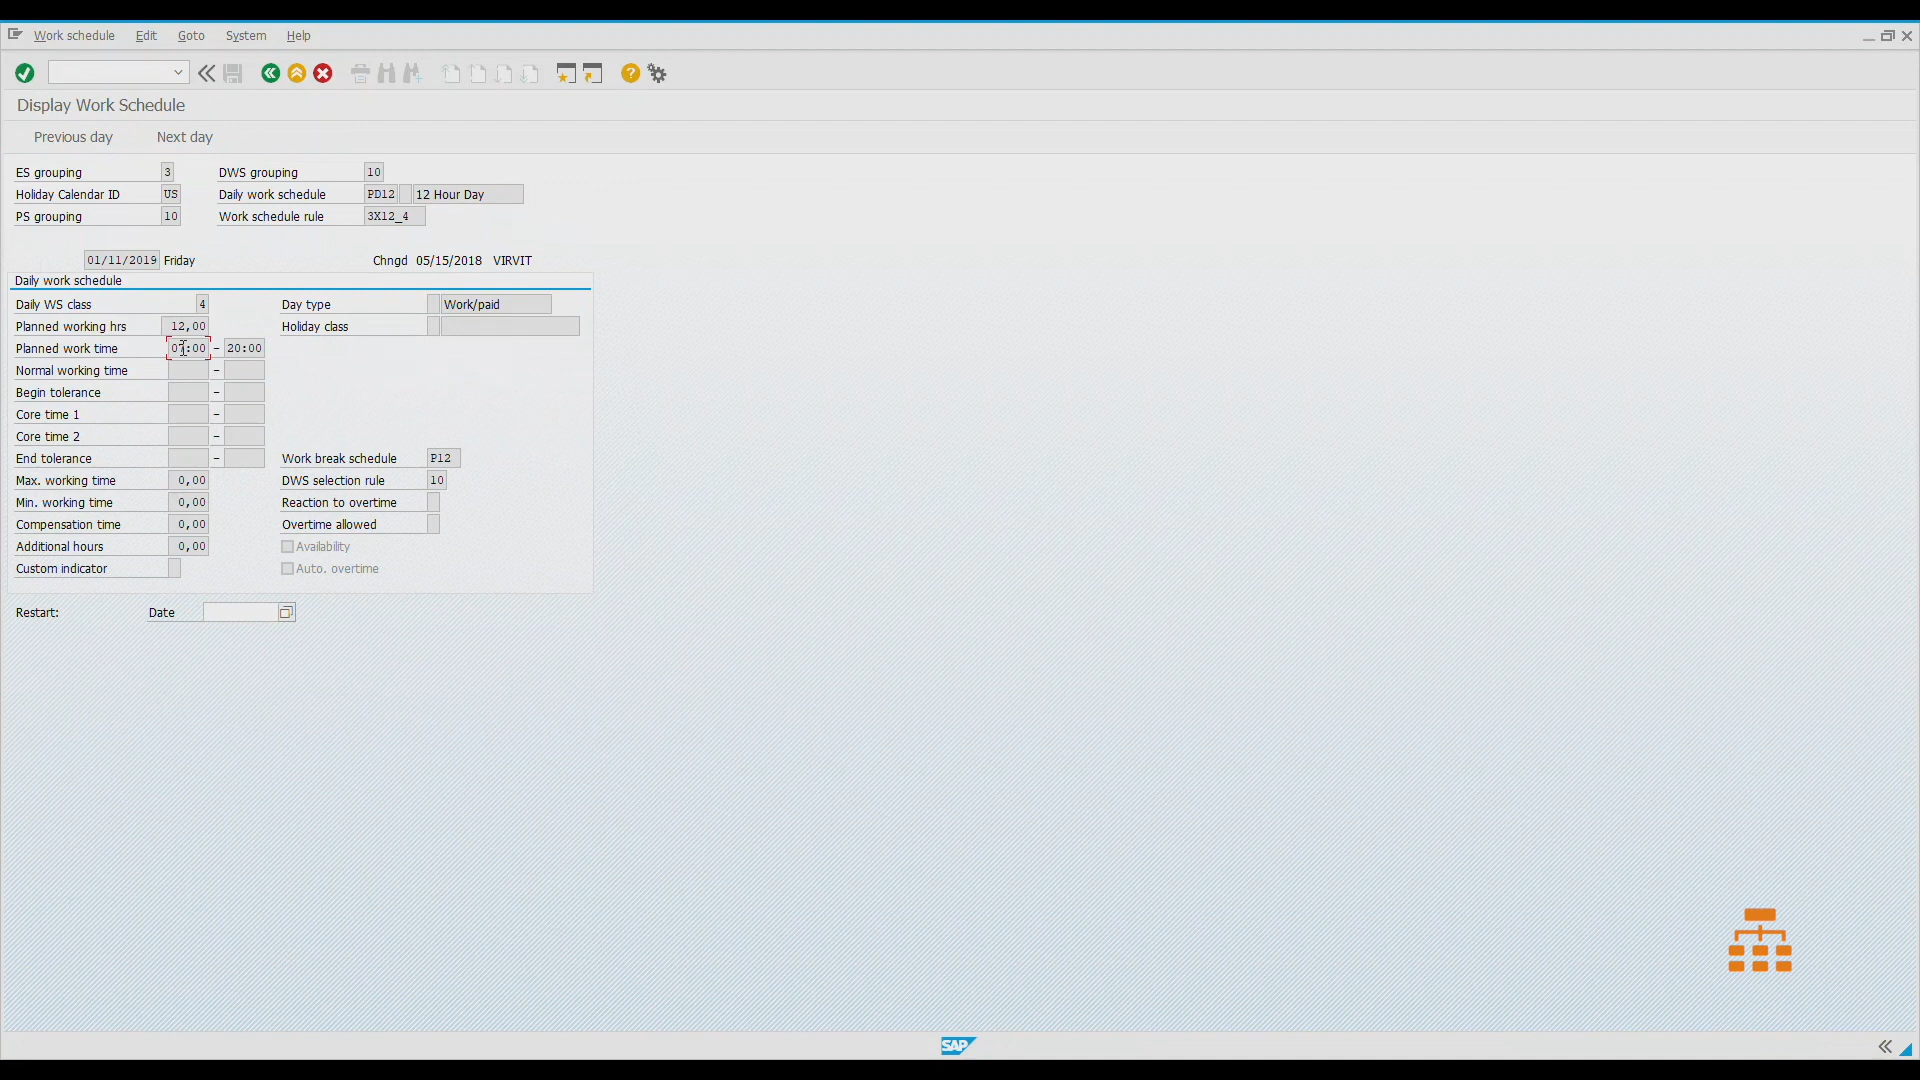 Work schedule Edit Goto System Help
Display Work Schedule
Previous day Next day
ES grouping 3 DWS grouping 10
Holiday Calendar ID US Daily work schedule PD12 12 Hour Day
PS grouping 10 Work schedule rule 3X12_4
01/11/2019 Friday Chngd 05/15/2018 VIRVIT
Daily work schedule
Daily WS class 4 Day type Work/paid
Planned working hrs 12,00 Holiday class
Planned work time 07:00 - 20:00
Normal working time -
Begin tolerance -
Core time 1 -
Core time 2 -
End tolerance - Work break schedule P12
Max. working time 0,00 DWS selection rule 10
Min. working time 0,00 Reaction to overtime
Compensation time 0,00 Overtime allowed
Additional hours 0,00 Availability
Custom indicator Auto. overtime
Restart: Date
SAP